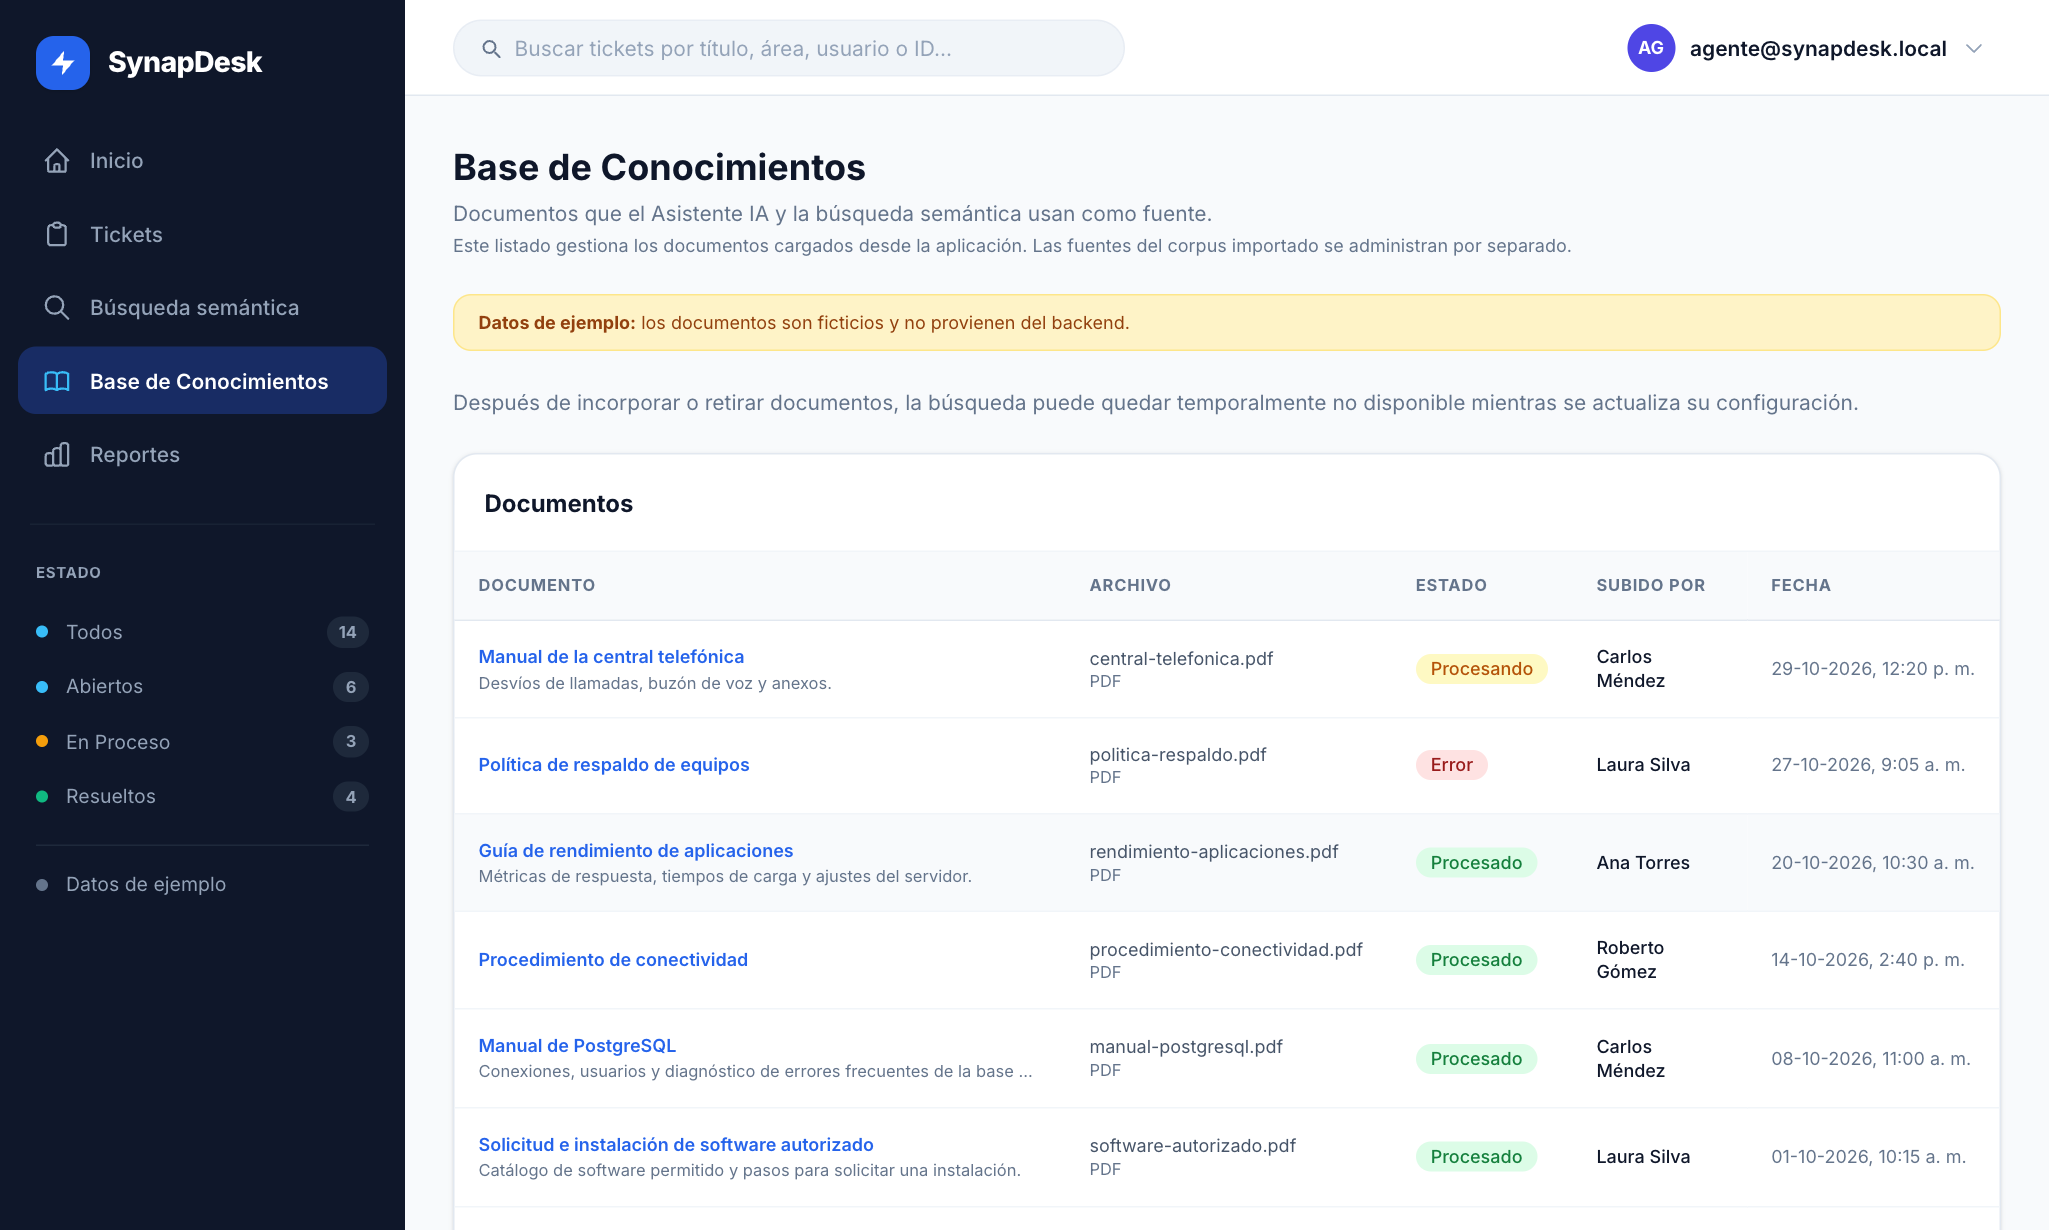 SynapDesk
Buscar tickets por título, área, usuario o ID...
AG
agente@synapdesk.local
Inicio
Tickets
Búsqueda semántica
Base de Conocimientos
Reportes
ESTADO
Todos 14
Abiertos 6
En Proceso 3
Resueltos 4
Datos de ejemplo
Base de Conocimientos
Documentos que el Asistente IA y la búsqueda semántica usan como fuente.
Este listado gestiona los documentos cargados desde la aplicación. Las fuentes del corpus importado se administran por separado.
Datos de ejemplo: los documentos son ficticios y no provienen del backend.
Después de incorporar o retirar documentos, la búsqueda puede quedar temporalmente no disponible mientras se actualiza su configuración.
Documentos
DOCUMENTO ARCHIVO ESTADO SUBIDO POR FECHA
Manual de la central telefónica
Desvíos de llamadas, buzón de voz y anexos.
central-telefonica.pdf
PDF
Procesando
Carlos
Méndez
29-10-2026, 12:20 p. m.
Política de respaldo de equipos
politica-respaldo.pdf
PDF
Error
Laura Silva
27-10-2026, 9:05 a. m.
Guía de rendimiento de aplicaciones
Métricas de respuesta, tiempos de carga y ajustes del servidor.
rendimiento-aplicaciones.pdf
PDF
Procesado
Ana Torres
20-10-2026, 10:30 a. m.
Procedimiento de conectividad
procedimiento-conectividad.pdf
PDF
Procesado
Roberto
Gómez
14-10-2026, 2:40 p. m.
Manual de PostgreSQL
Conexiones, usuarios y diagnóstico de errores frecuentes de la base ...
manual-postgresql.pdf
PDF
Procesado
Carlos
Méndez
08-10-2026, 11:00 a. m.
Solicitud e instalación de software autorizado
Catálogo de software permitido y pasos para solicitar una instalación.
software-autorizado.pdf
PDF
Procesado
Laura Silva
01-10-2026, 10:15 a. m.